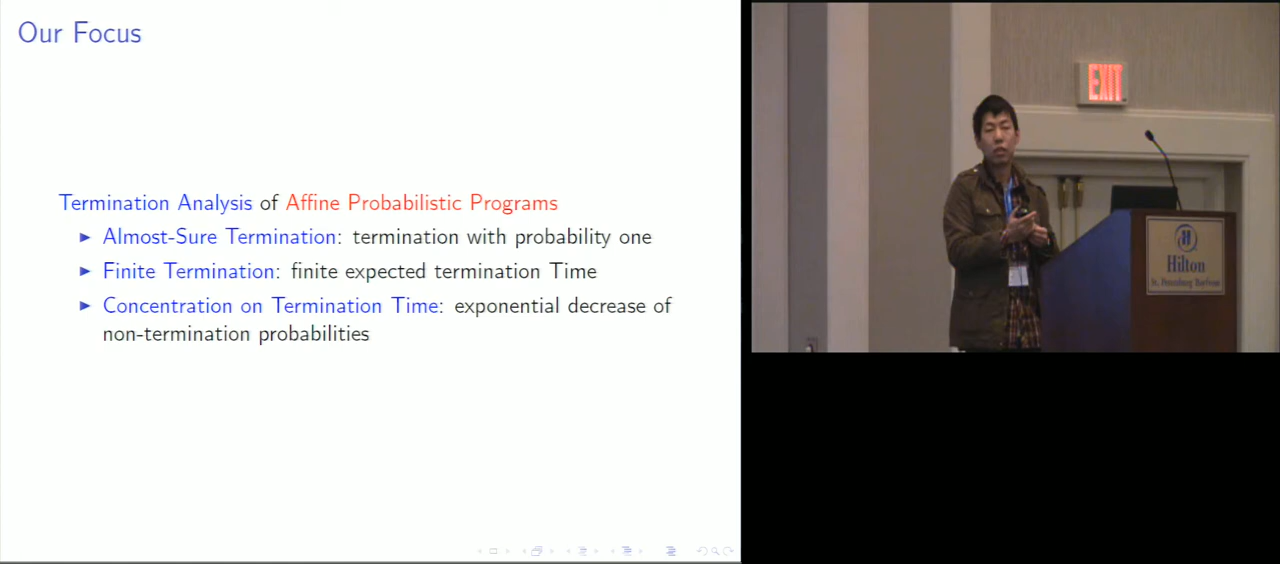 Our Focus
Termination Analysis of Affine Probabilistic Programs
▶ Almost-Sure Termination: termination with probability one
▶ Finite Termination: finite expected termination Time
▶ Concentration on Termination Time: exponential decrease of
non-termination probabilities
EXIT
Hilton
St. Petersburg Bayfront